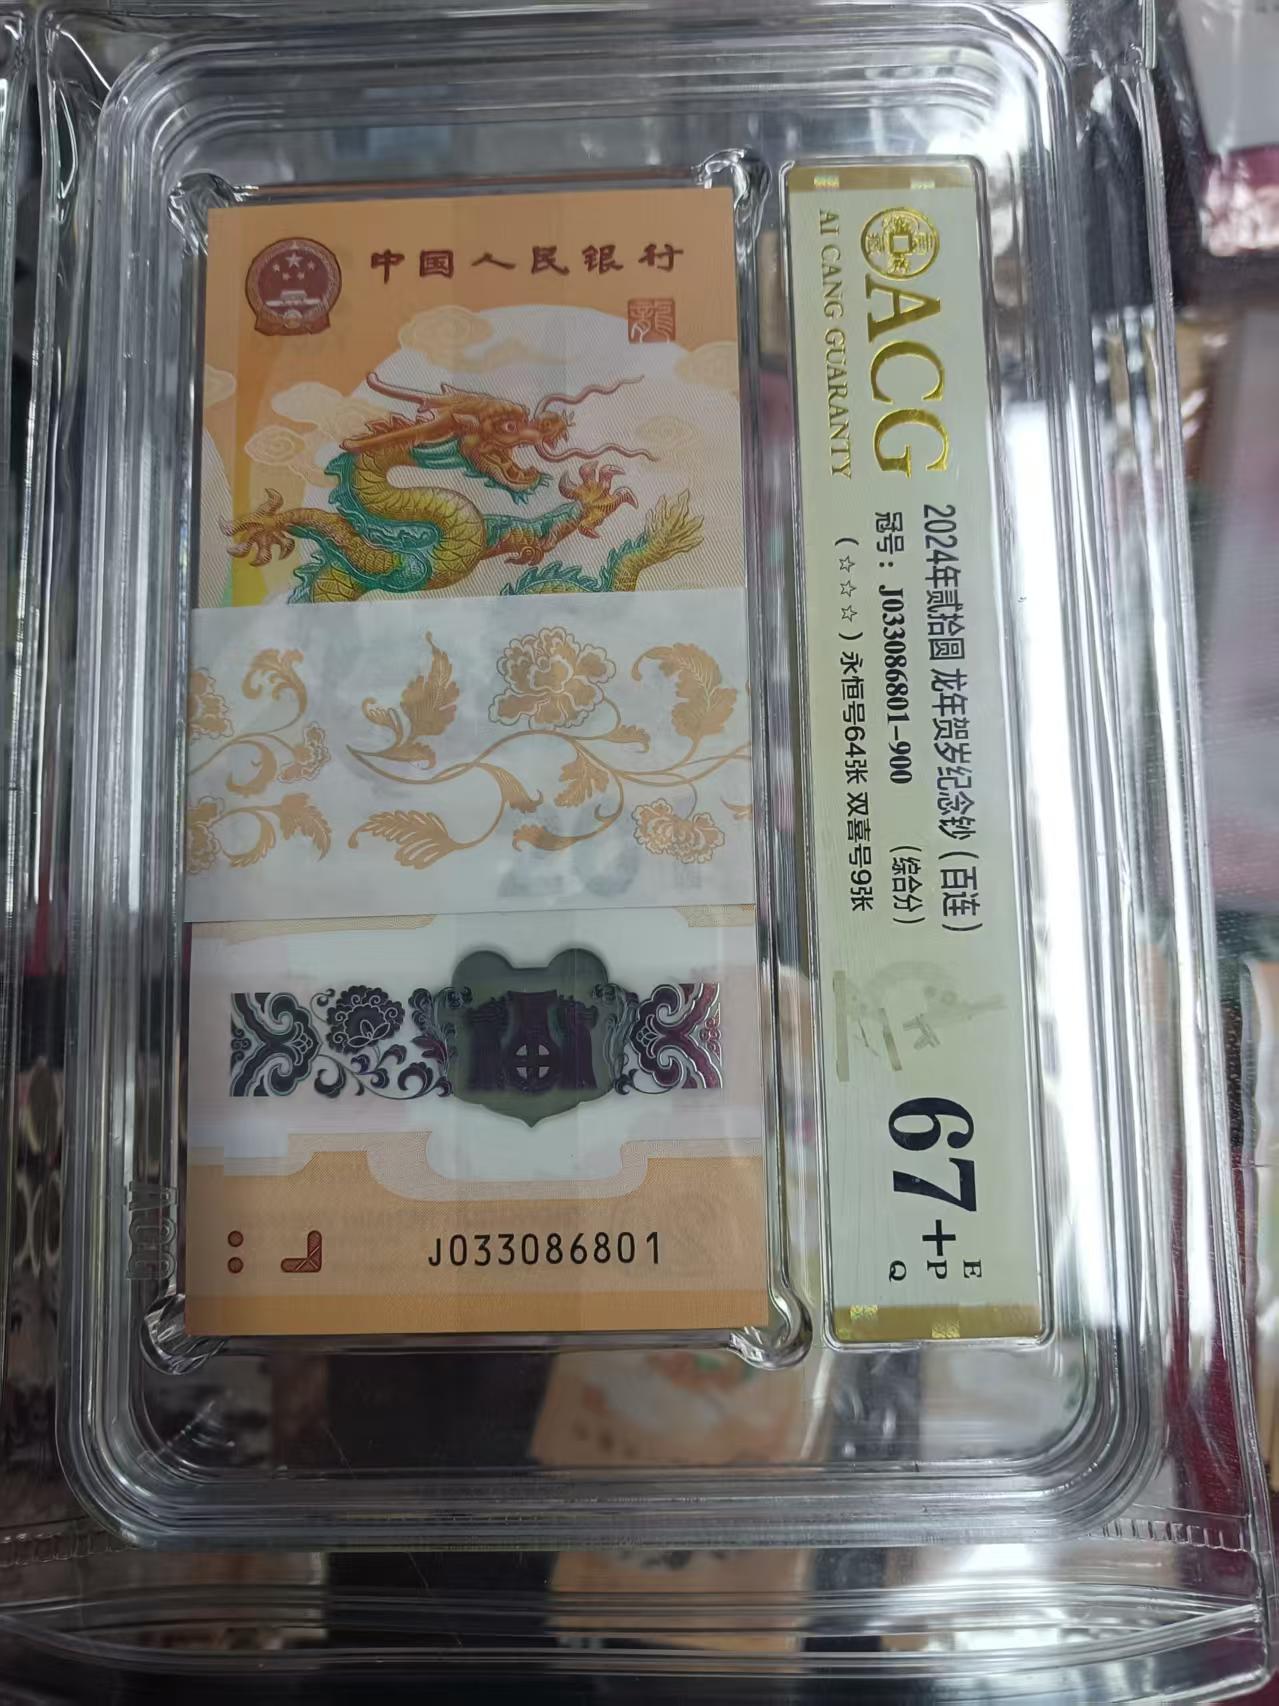 中国人民银行
龍
J033086801
ACG
AI CANG GUARANTY
2024年贰拾圆 龙年贺岁纪念钞（百连）
冠号：J033086801-900 （综合分）
（☆☆☆）永恒号64张 双喜号9张
67+
E
P
Q